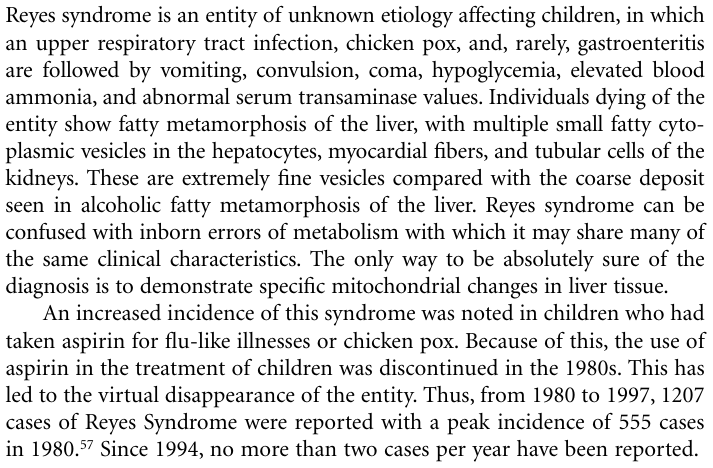 Reyes syndrome is an entity of unknown etiology affecting children, in which
an upper respiratory tract infection, chicken pox, and, rarely, gastroenteritis
are followed by vomiting, convulsion, coma, hypoglycemia, elevated blood
ammonia, and abnormal serum transaminase values. Individuals dying of the
entity show fatty metamorphosis of the liver, with multiple small fatty cyto-
plasmic vesicles in the hepatocytes, myocardial fibers, and tubular cells of the
kidneys. These are extremely fine vesicles compared with the coarse deposit
seen in alcoholic fatty metamorphosis of the liver. Reyes syndrome can be
confused with inborn errors of metabolism with which it may share many of
the same clinical characteristics. The only way to be absolutely sure of the
diagnosis is to demonstrate specific mitochondrial changes in liver tissue.
An increased incidence of this syndrome was noted in children who had
taken aspirin for flu-like illnesses or chicken pox. Because of this, the use of
aspirin in the treatment of children was discontinued in the 1980s. This has
led to the virtual disappearance of the entity. Thus, from 1980 to 1997, 1207
cases of Reyes Syndrome were reported with a peak incidence of 555 cases
in 1980.⁵⁷ Since 1994, no more than two cases per year have been reported.